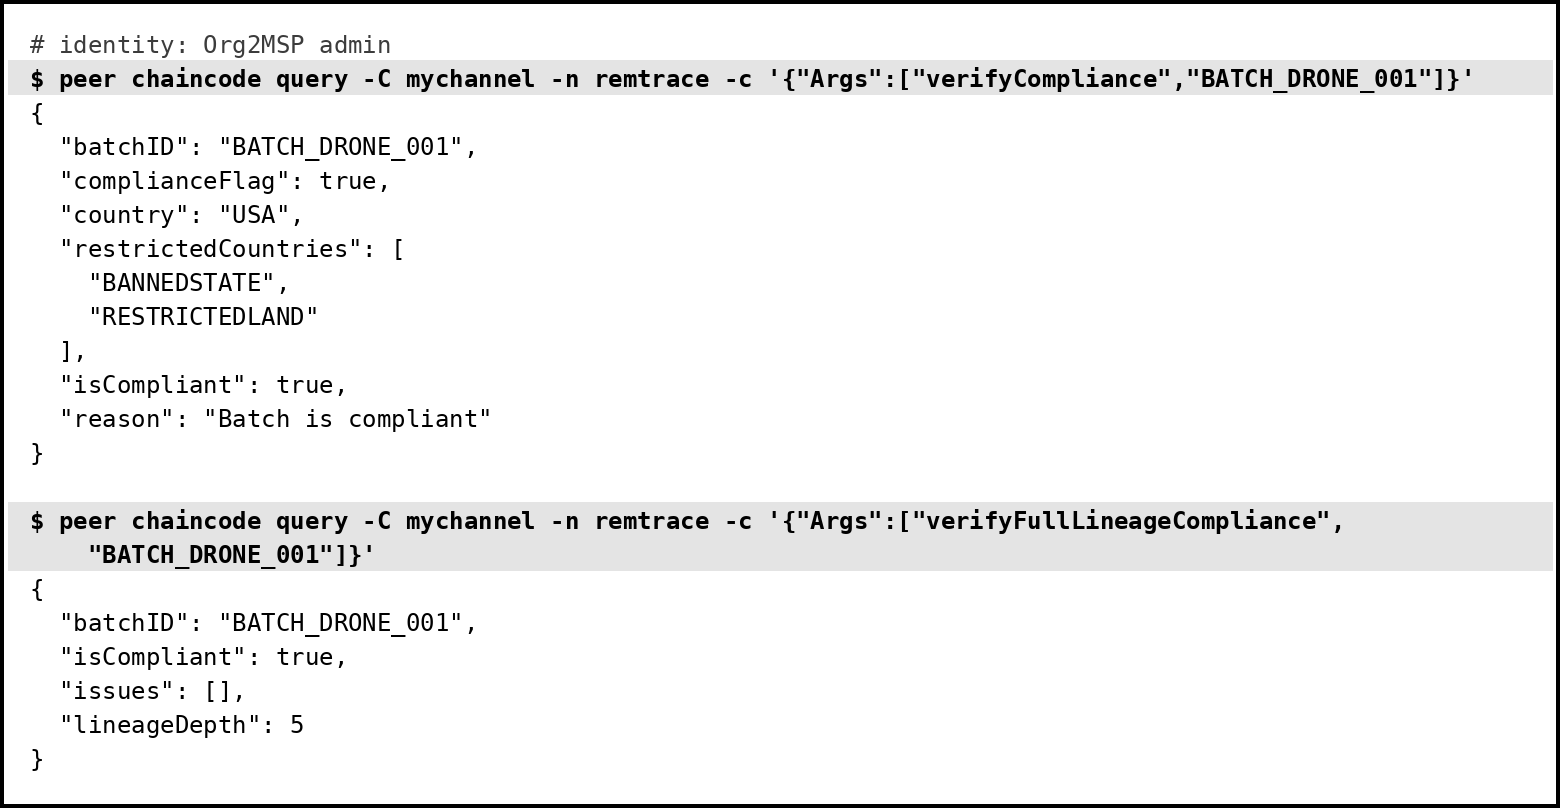 # identity: Org2MSP admin
$ peer chaincode query -C mychannel -n remtrace -c '{"Args":["verifyCompliance","BATCH_DRONE_001"]}'
{
  "batchID": "BATCH_DRONE_001",
  "complianceFlag": true,
  "country": "USA",
  "restrictedCountries": [
    "BANNEDSTATE",
    "RESTRICTEDLAND"
  ],
  "isCompliant": true,
  "reason": "Batch is compliant"
}

$ peer chaincode query -C mychannel -n remtrace -c '{"Args":["verifyFullLineageCompliance",
    "BATCH_DRONE_001"]}'
{
  "batchID": "BATCH_DRONE_001",
  "isCompliant": true,
  "issues": [],
  "lineageDepth": 5
}